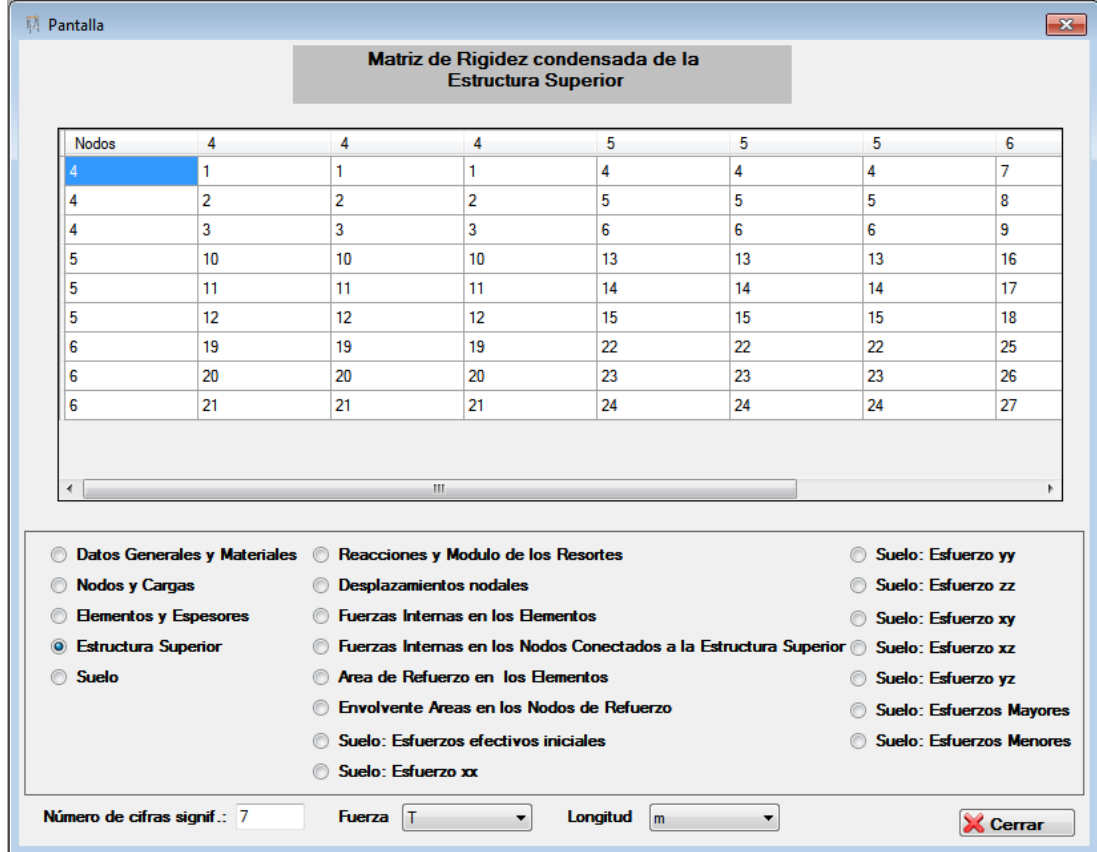 Pantalla
Matriz de Rigidez condensada de la
Estructura Superior
Nodos 4 4 4 5 5 5 6
4 1 1 1 4 4 4 7
4 2 2 2 5 5 5 8
4 3 3 3 6 6 6 9
5 10 10 10 13 13 13 16
5 11 11 11 14 14 14 17
5 12 12 12 15 15 15 18
6 19 19 19 22 22 22 25
6 20 20 20 23 23 23 26
6 21 21 21 24 24 24 27
Datos Generales y Materiales
Nodos y Cargas
Elementos y Espesores
Estructura Superior
Suelo
Reacciones y Modulo de los Resortes
Desplazamientos nodales
Fuerzas Internas en los Elementos
Fuerzas Internas en los Nodos Conectados a la Estructura Superior
Area de Refuerzo en los Elementos
Envolvente Areas en los Nodos de Refuerzo
Suelo: Esfuerzos efectivos iniciales
Suelo: Esfuerzo xx
Suelo: Esfuerzo yy
Suelo: Esfuerzo zz
Suelo: Esfuerzo xy
Suelo: Esfuerzo xz
Suelo: Esfuerzo yz
Suelo: Esfuerzos Mayores
Suelo: Esfuerzos Menores
Número de cifras signif.: 7 Fuerza T Longitud m Cerrar